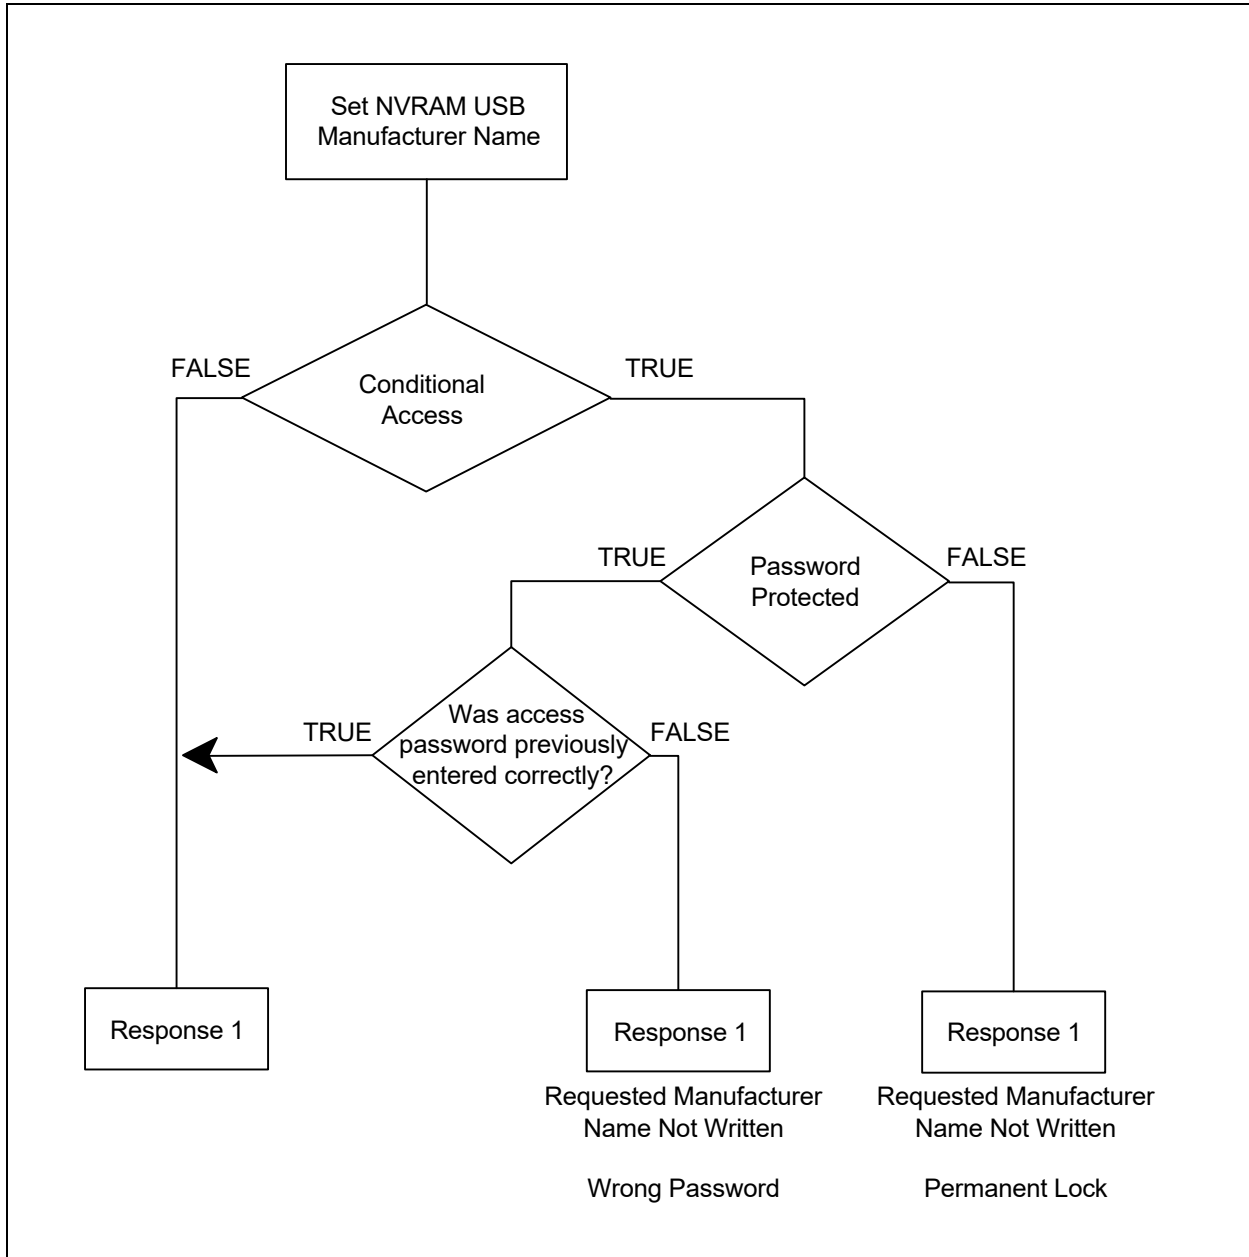 Set NVRAM USB
Manufacturer Name
FALSE
TRUE
Conditional
Access
TRUE
FALSE
Password
Protected
TRUE
FALSE
Was access
password previously
entered correctly?
Response 1
Response 1
Response 1
Requested Manufacturer
Name Not Written
Wrong Password
Requested Manufacturer
Name Not Written
Permanent Lock